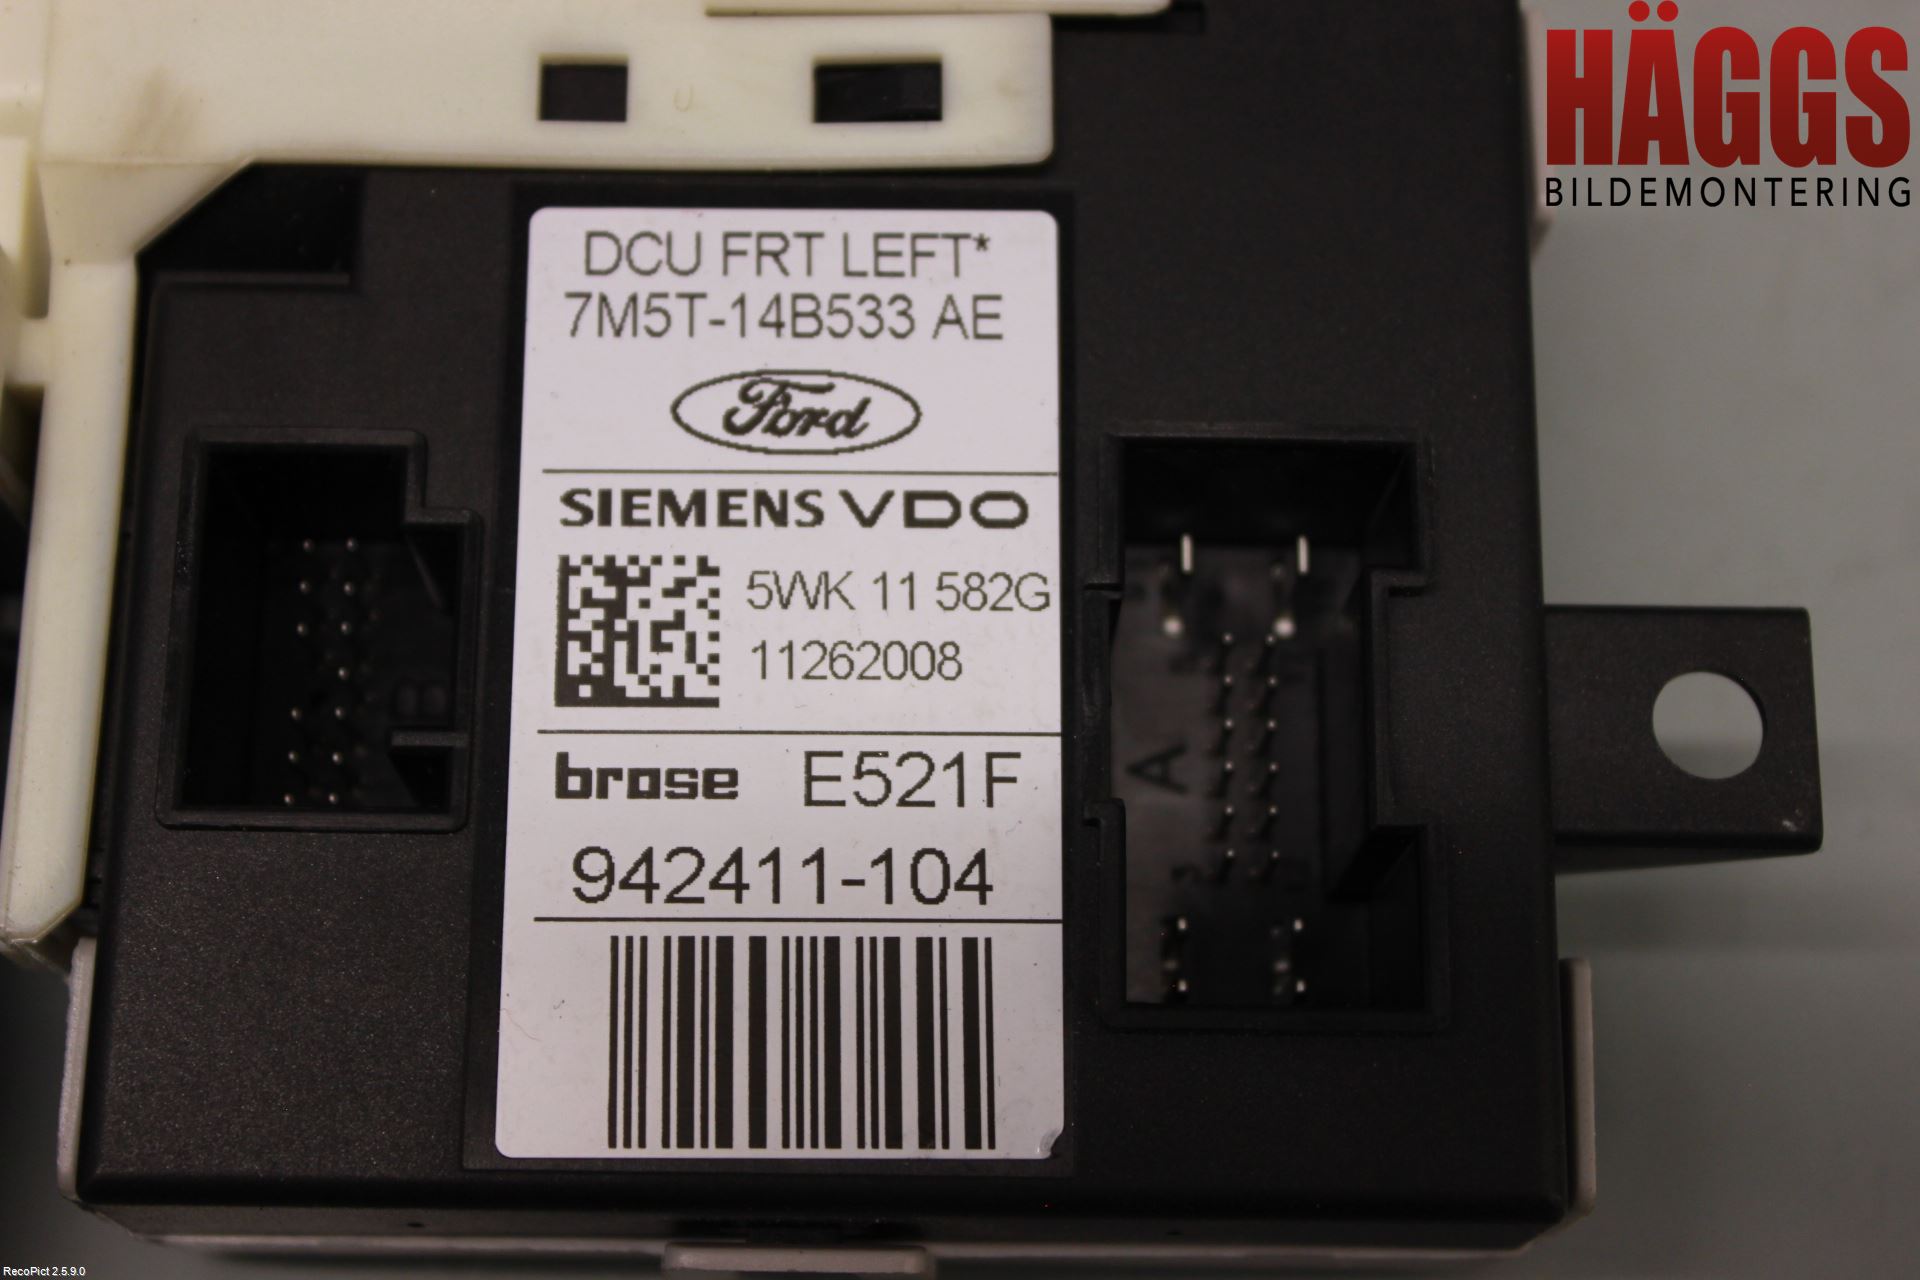 HÄGGS
BILDEMONTERING
DCU FRT LEFT*
7M5T-14B533 AE
Ford
SIEMENS VDO
5WK 11 582G
11262008
brose E521F
942411-104
A
B
RecoPict 2.5.9.0